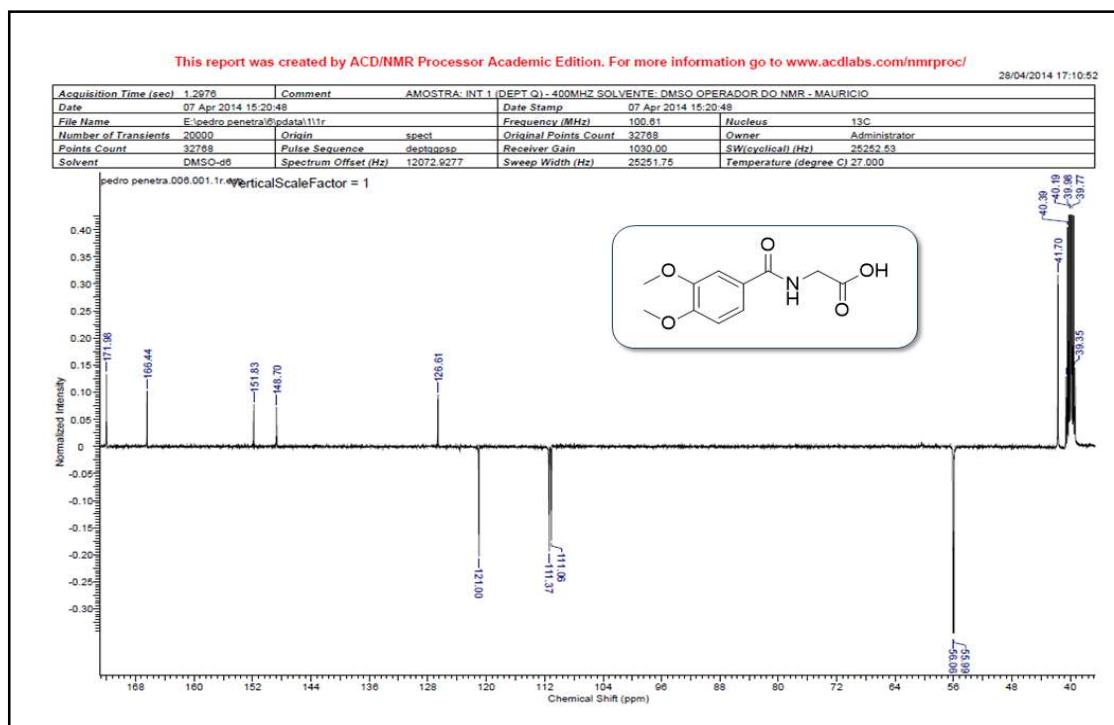 This report was created by ACD/NMR Processor Academic Edition. For more information go to www.acdlabs.com/nmrproc/
28/04/2014 17:10:52
Acquisition Time (sec) 1.2976 Comment AMOSTRA: INT 1 (DEPT Q) - 400MHZ SOLVENTE: DMSO OPERADOR DO NMR - MAURICIO
Date 07 Apr 2014 15:20:48 Date Stamp 07 Apr 2014 15:20:48
File Name E:\pedro penetra\6\pdata\1\1r Frequency (MHz) 100.61 Nucleus 13C
Number of Transients 20000 Origin spect Original Points Count 32768 Owner Administrator
Points Count 32768 Pulse Sequence deptqgpsp Receiver Gain 1030.00 SW(cyclical) (Hz) 25252.53
Solvent DMSO-d6 Spectrum Offset (Hz) 12072.9277 Sweep Width (Hz) 25251.75 Temperature (degree C) 27.000
pedro penetra.006.001.1r. VerticalScaleFactor = 1
40.39
40.19
39.98
39.77
41.70
39.35
171.98
166.44
151.83
148.70
126.61
121.00
111.37
111.06
56.06
55.99
O
O
O
N
H
O
OH
Normalized Intensity
0.40
0.35
0.30
0.25
0.20
0.15
0.10
0.05
0
-0.05
-0.10
-0.15
-0.20
-0.25
-0.30
168 160 152 144 136 128 120 112 104 96 88 80 72 64 56 48 40
Chemical Shift (ppm)